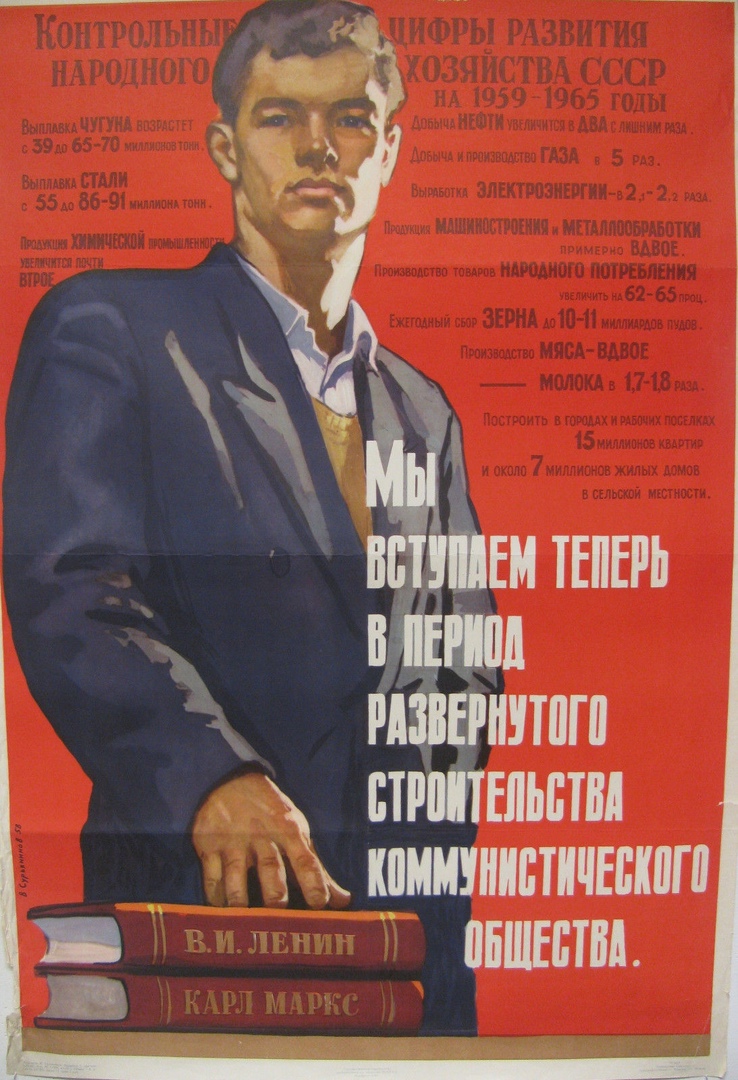 Контрольные цифры развития
народного хозяйства СССР
на 1959-1965 годы
Выплавка ЧУГУНА возрастет
с 39 до 65-70 миллионов тонн.
Выплавка СТАЛИ
с 55 до 86-91 миллиона тонн.
Продукция ХИМИЧЕСКОЙ промышленности
увеличится почти
ВТРОЕ.
Добыча НЕФТИ увеличится в ДВА с лишним раза.
Добыча и производство ГАЗА в 5 раз.
Выработка ЭЛЕКТРОЭНЕРГИИ-в 2,1-2,2 раза.
Продукция МАШИНОСТРОЕНИЯ и МЕТАЛЛООБРАБОТКИ
примерно ВДВОЕ.
Производство товаров НАРОДНОГО ПОТРЕБЛЕНИЯ
увеличить на 62-65 проц.
Ежегодный сбор ЗЕРНА до 10-11 миллиардов пудов.
Производство МЯСА-ВДВОЕ
— МОЛОКА в 1,7-1,8 раза.
Построить в городах и рабочих поселках
15 миллионов квартир
и около 7 миллионов жилых домов
в сельской местности.
Мы
ВСТУПАЕМ ТЕПЕРЬ
В ПЕРИОД
РАЗВЕРНУТОГО
СТРОИТЕЛЬСТВА
КОММУНИСТИЧЕСКОГО
ОБЩЕСТВА.
В. Сурьянинов 58
В.И. ЛЕНИН
КАРЛ МАРКС